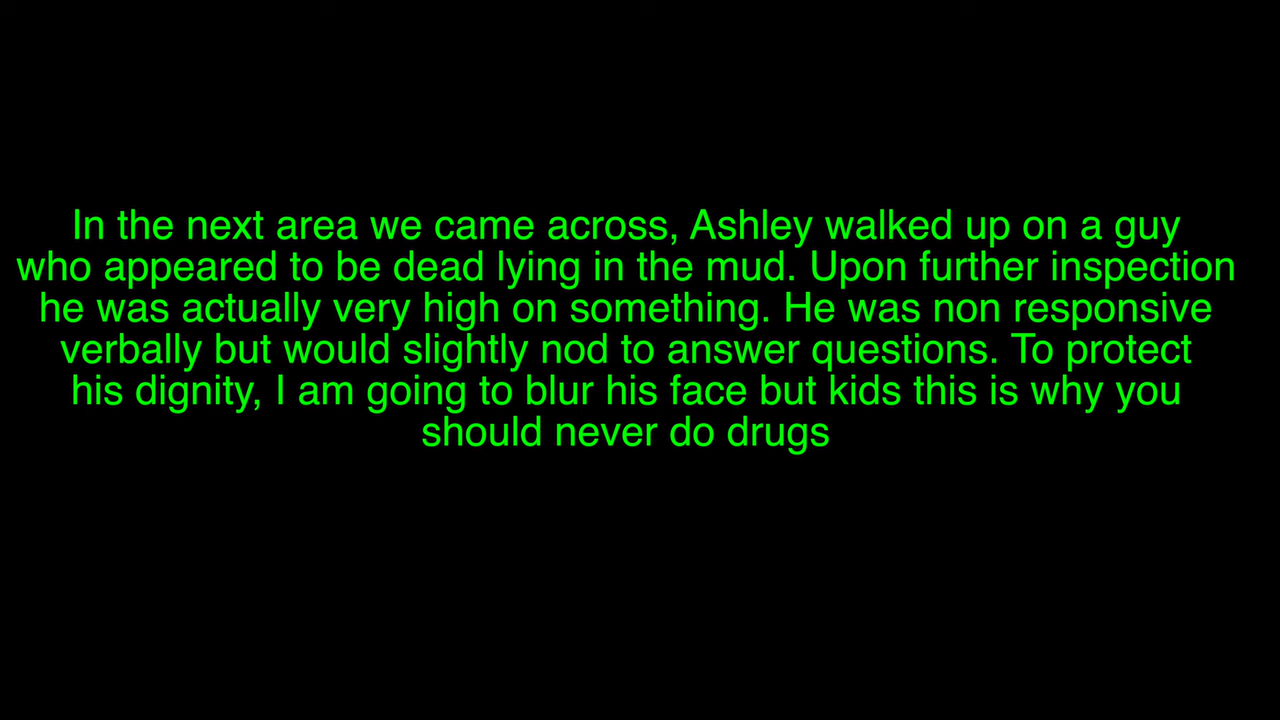 In the next area we came across, Ashley walked up on a guy
who appeared to be dead lying in the mud. Upon further inspection
he was actually very high on something. He was non responsive
verbally but would slightly nod to answer questions. To protect
his dignity, I am going to blur his face but kids this is why you
should never do drugs